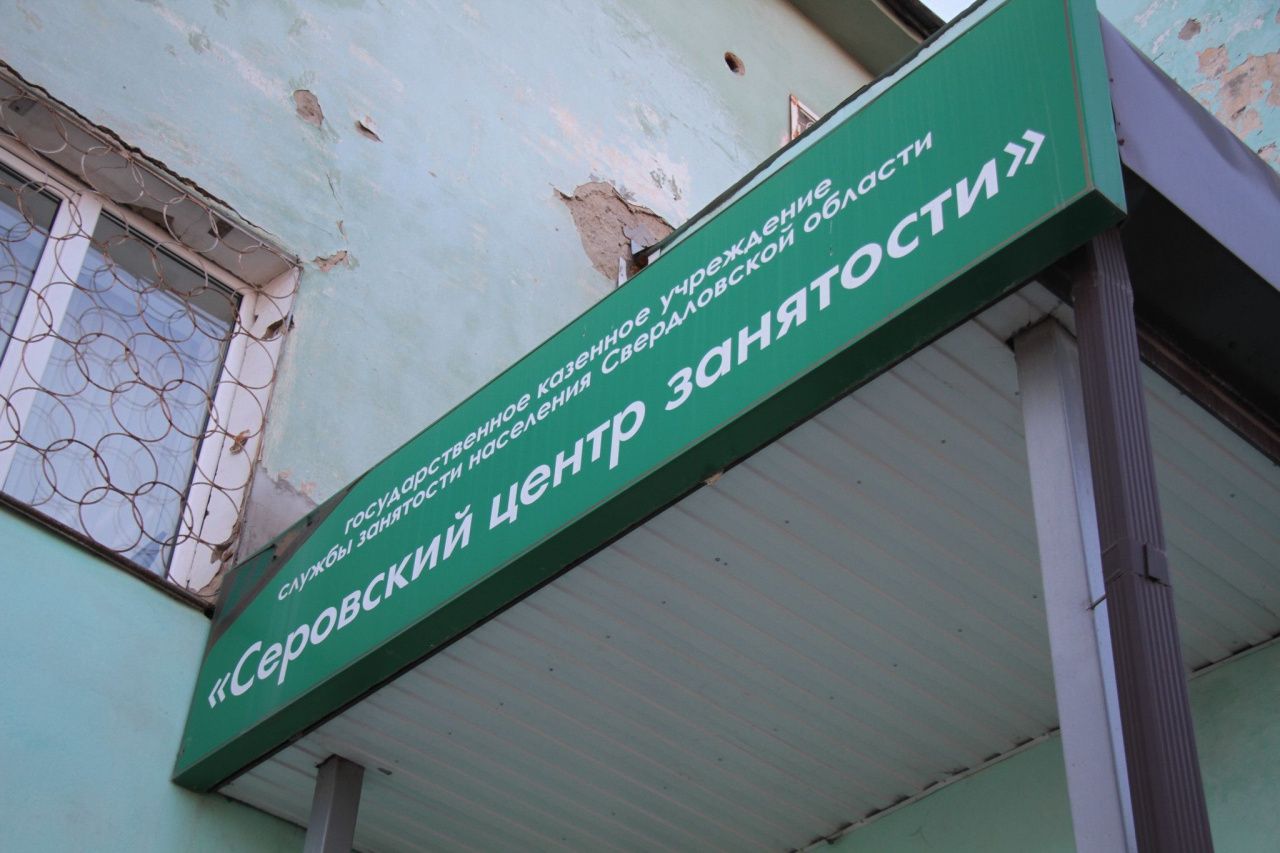 государственное казенное учреждение
службы занятости населения Свердловской области
«Серовский центр занятости»